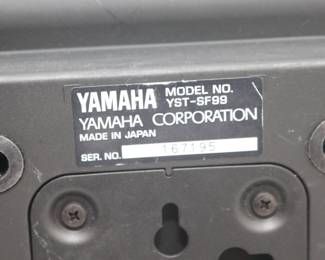 YAMAHA MODEL NO. YST-SF99
YAMAHA CORPORATION
MADE IN JAPAN
SER. NO. 167195